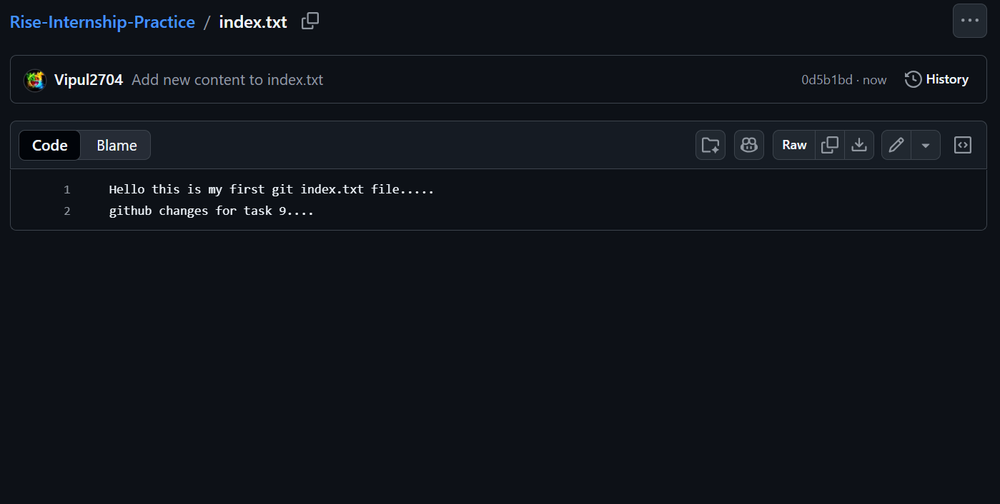 Rise-Internship-Practice / index.txt
Vipul2704 Add new content to index.txt 0d5b1bd · now History
Code Blame Raw
1 Hello this is my first git index.txt file.....
2 github changes for task 9....